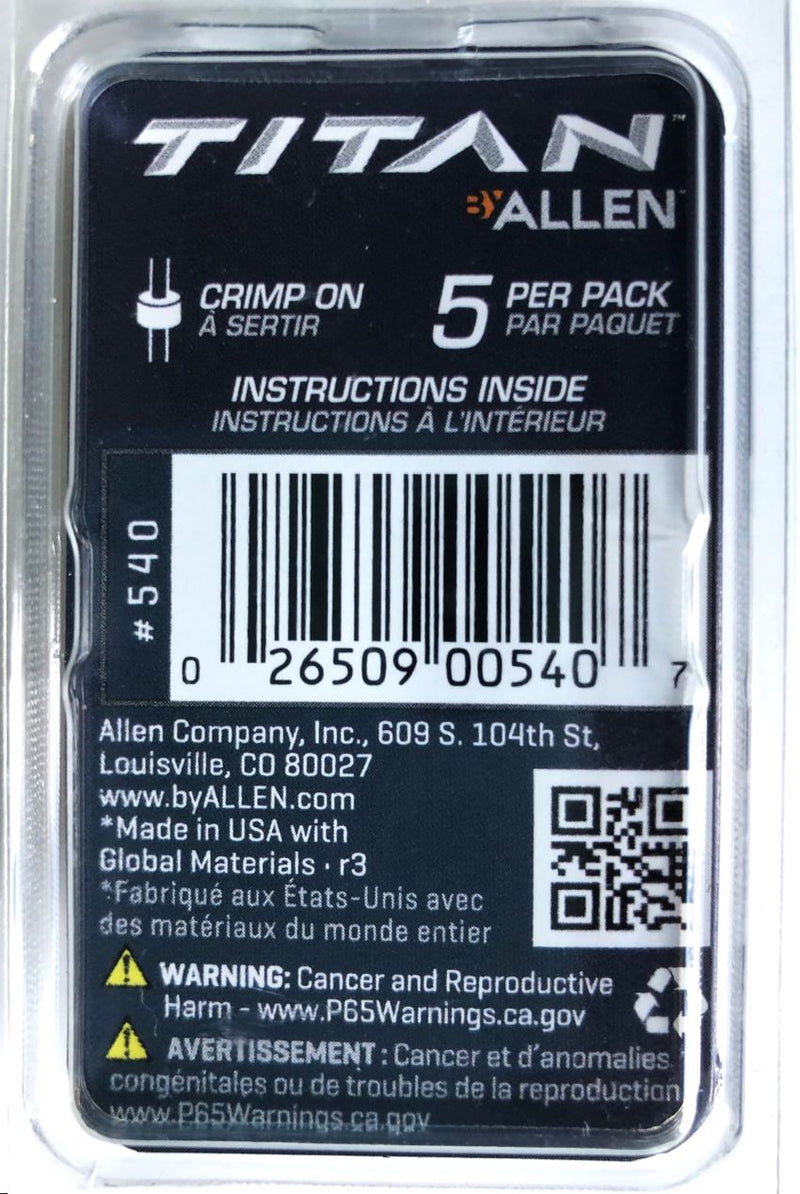 TITAN™
BY ALLEN™
CRIMP ON
À SERTIR
5 PER PACK
PAR PAQUET
INSTRUCTIONS INSIDE
INSTRUCTIONS À L'INTÉRIEUR
#540
0 26509 00540 7
Allen Company, Inc., 609 S. 104th St,
Louisville, CO 80027
www.byALLEN.com
*Made in USA with
Global Materials · r3
*Fabriqué aux États-Unis avec
des matériaux du monde entier
WARNING: Cancer and Reproductive
Harm - www.P65Warnings.ca.gov
AVERTISSEMENT : Cancer et d'anomalies
congénitales ou de troubles de la reproduction
www.P65Warnings.ca.gov